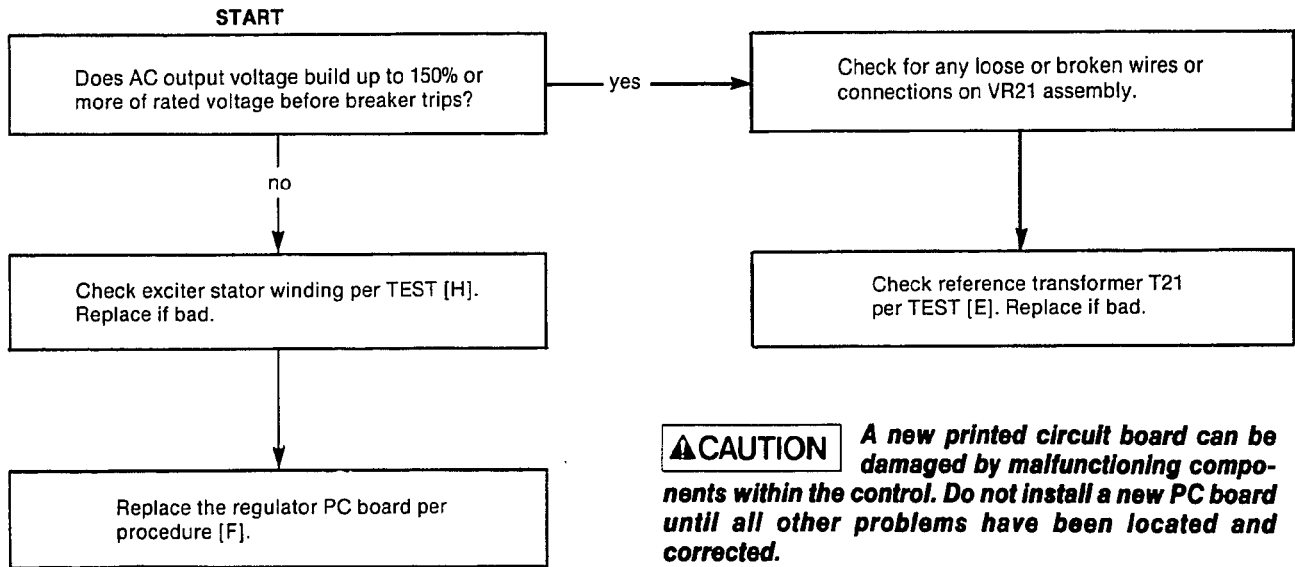 START
Does AC output voltage build up to 150% or
more of rated voltage before breaker trips?
yes
Check for any loose or broken wires or
connections on VR21 assembly.
no
Check exciter stator winding per TEST [H].
Replace if bad.
Check reference transformer T21
per TEST [E]. Replace if bad.
Replace the regulator PC board per
procedure [F].
CAUTION A new printed circuit board can be
damaged by malfunctioning compo-
nents within the control. Do not install a new PC board
until all other problems have been located and
corrected.